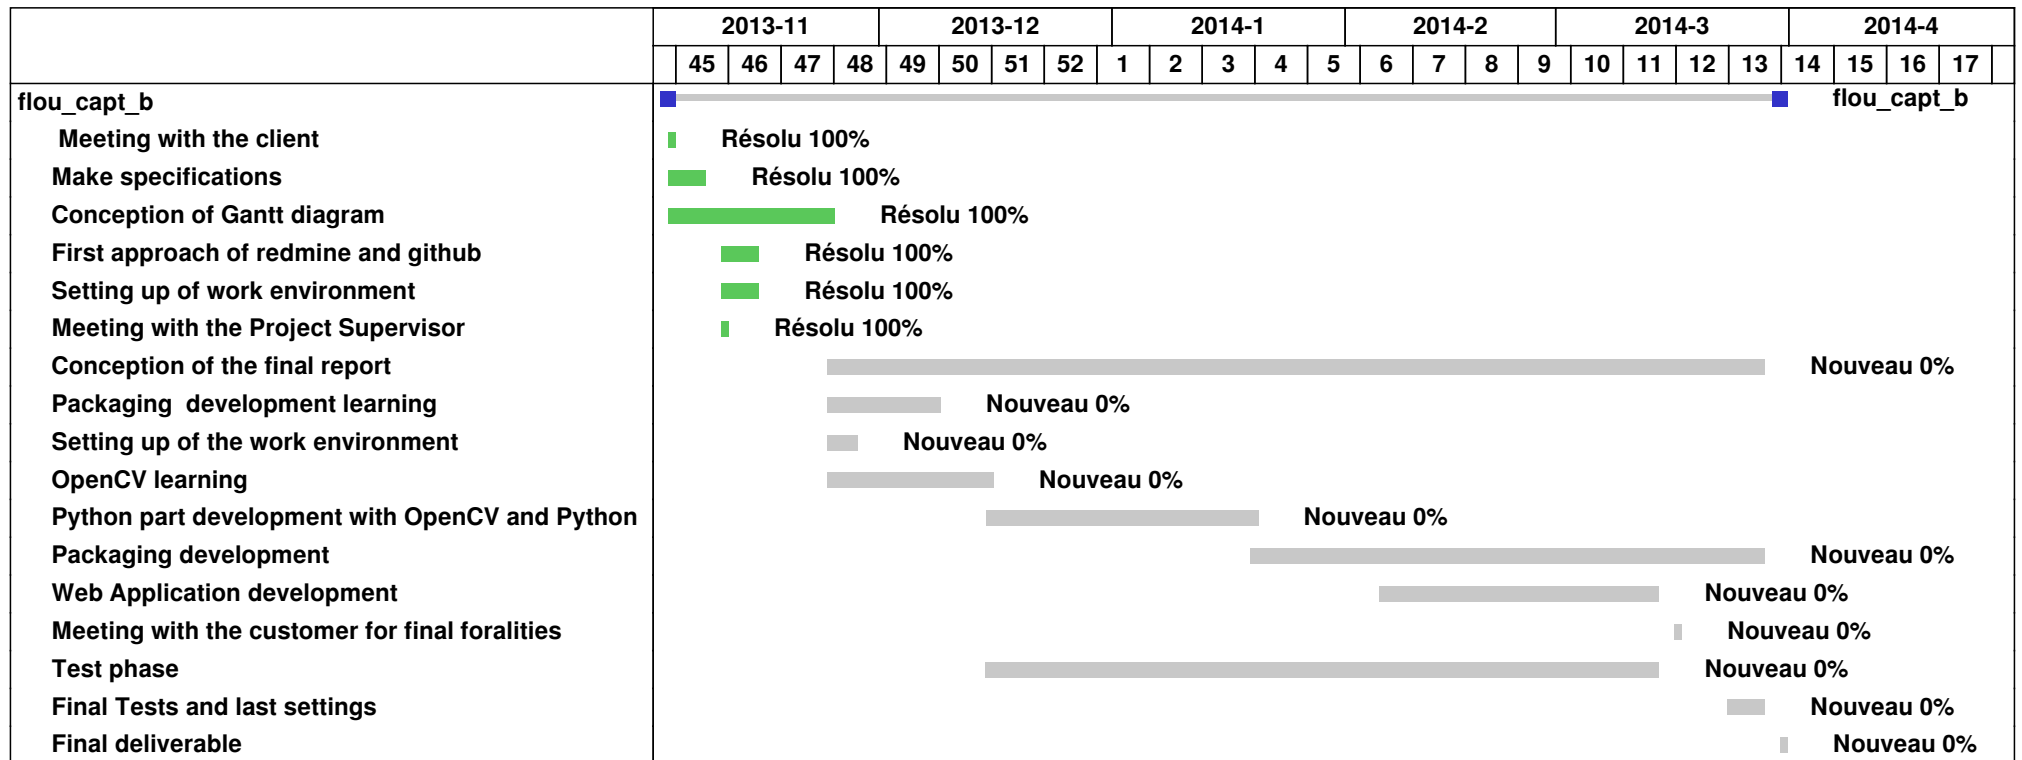 2013-11 2013-12 2014-1 2014-2 2014-3 2014-4
45 46 47 48 49 50 51 52 1 2 3 4 5 6 7 8 9 10 11 12 13 14 15 16 17
flou_capt_b flou_capt_b
Meeting with the client Résolu 100%
Make specifications Résolu 100%
Conception of Gantt diagram Résolu 100%
First approach of redmine and github Résolu 100%
Setting up of work environment Résolu 100%
Meeting with the Project Supervisor Résolu 100%
Conception of the final report Nouveau 0%
Packaging  development learning Nouveau 0%
Setting up of the work environment Nouveau 0%
OpenCV learning Nouveau 0%
Python part development with OpenCV and Python Nouveau 0%
Packaging development Nouveau 0%
Web Application development Nouveau 0%
Meeting with the customer for final foralities Nouveau 0%
Test phase Nouveau 0%
Final Tests and last settings Nouveau 0%
Final deliverable Nouveau 0%